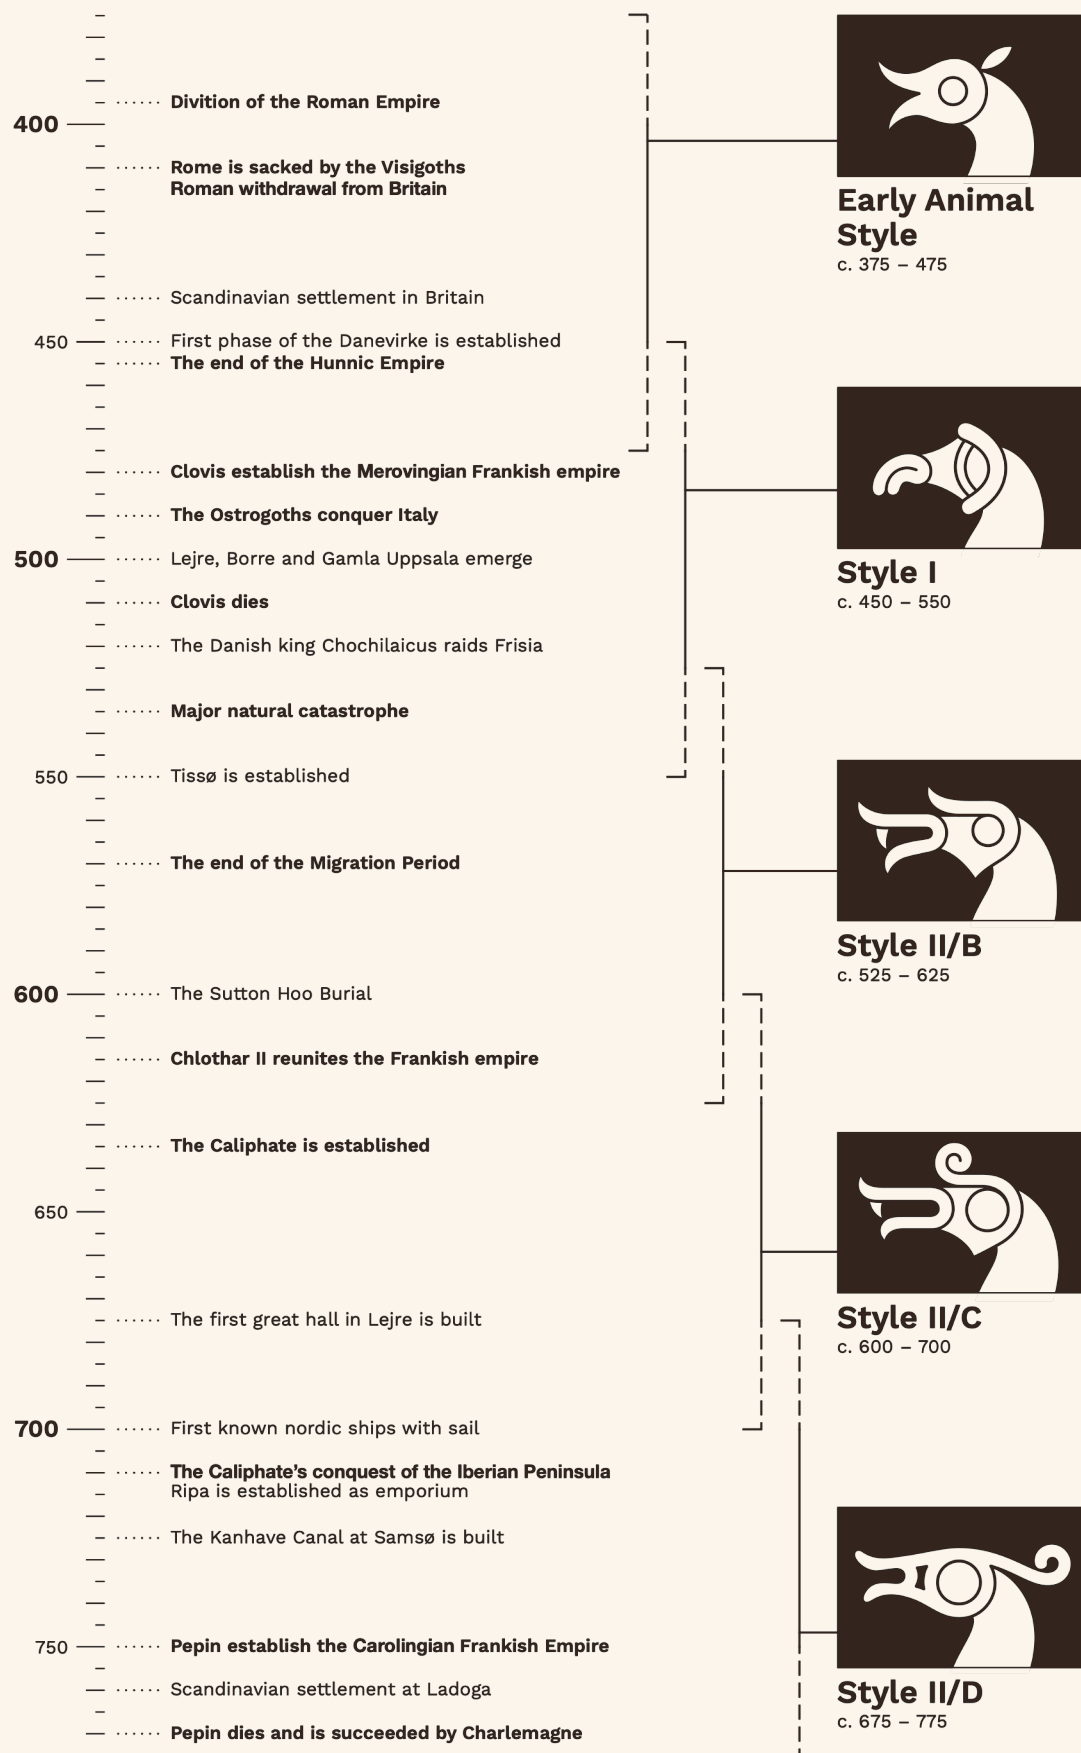 Divition of the Roman Empire
400
Rome is sacked by the Visigoths
Roman withdrawal from Britain
Early Animal
Style
c. 375 – 475
Scandinavian settlement in Britain
450
First phase of the Danevirke is established
The end of the Hunnic Empire
Clovis establish the Merovingian Frankish empire
The Ostrogoths conquer Italy
500
Lejre, Borre and Gamla Uppsala emerge
Style I
c. 450 – 550
Clovis dies
The Danish king Chochilaicus raids Frisia
Major natural catastrophe
550
Tissø is established
The end of the Migration Period
Style II/B
c. 525 – 625
600
The Sutton Hoo Burial
Chlothar II reunites the Frankish empire
The Caliphate is established
650
The first great hall in Lejre is built
Style II/C
c. 600 – 700
700
First known nordic ships with sail
The Caliphate’s conquest of the Iberian Peninsula
Ripa is established as emporium
The Kanhave Canal at Samsø is built
750
Pepin establish the Carolingian Frankish Empire
Scandinavian settlement at Ladoga
Style II/D
c. 675 – 775
Pepin dies and is succeeded by Charlemagne